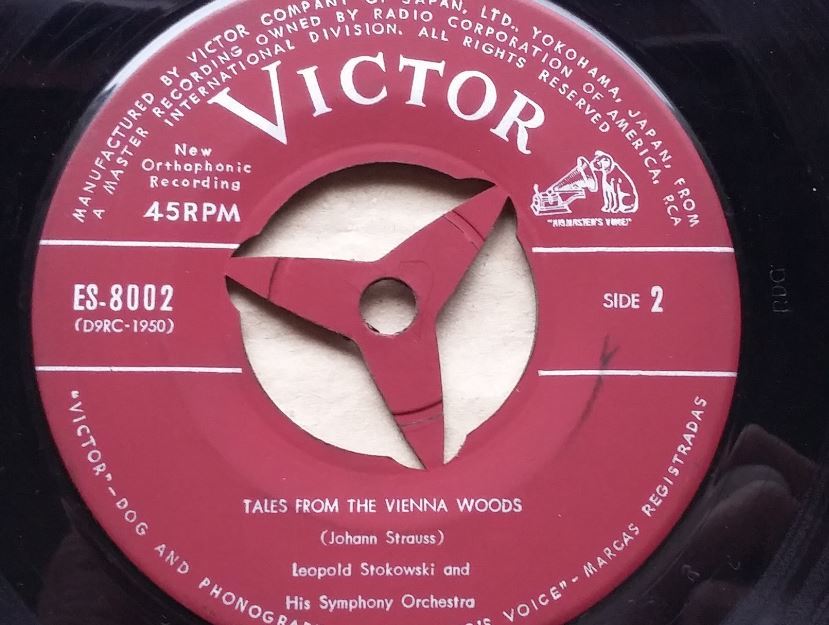 MANUFACTURED BY VICTOR COMPANY OF JAPAN, LTD., YOKOHAMA, JAPAN, FROM
A MASTER RECORDING OWNED BY RADIO CORPORATION OF AMERICA, RCA
INTERNATIONAL DIVISION. ALL RIGHTS RESERVED
VICTOR
New
Orthophonic
Recording
45RPM
"HIS MASTER'S VOICE"
ES-8002
(D9RC-1950)
SIDE 2
TALES FROM THE VIENNA WOODS
(Johann Strauss)
Leopold Stokowski and
His Symphony Orchestra
"VICTOR"-DOG AND PHONOGRAPH 'S VOICE"-MARCAS REGISTRADAS